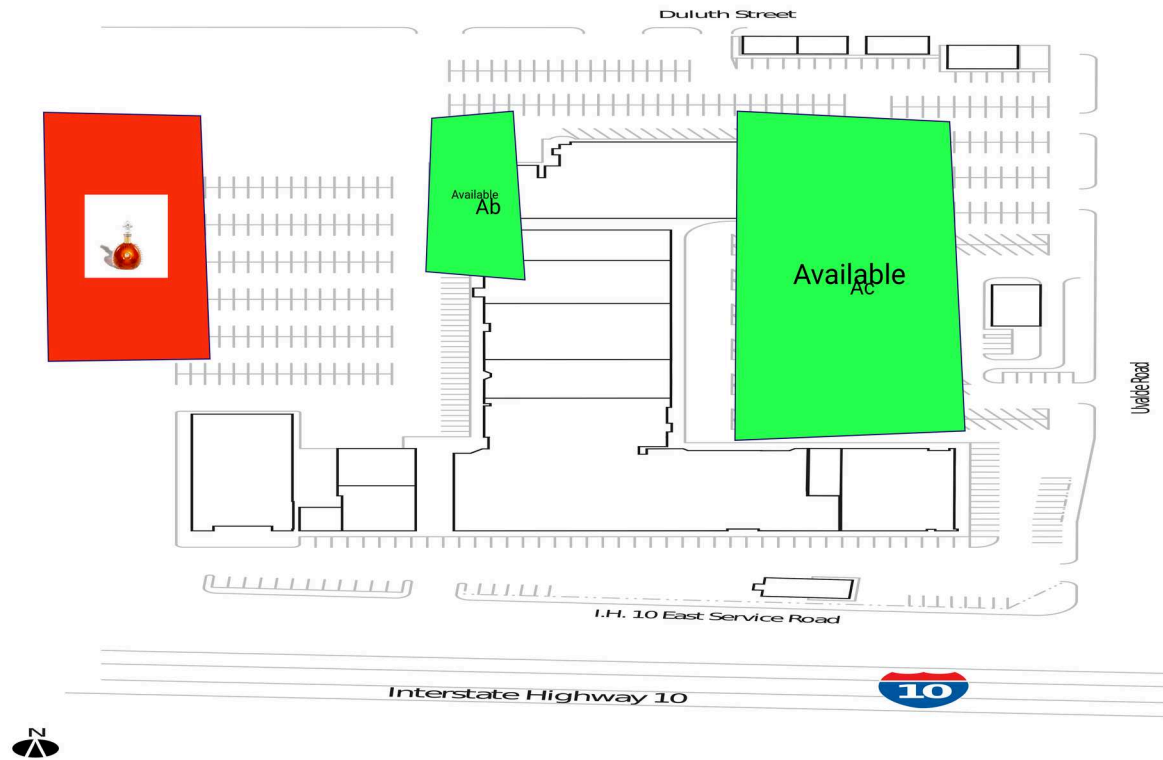 Duluth Street
Available
Ab
Available
Ac
Uvalde Road
I.H. 10 East Service Road
Interstate Highway 10
10
N